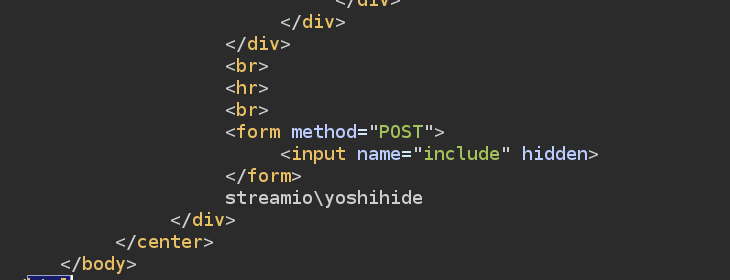 </div>
</div>
</div>
<br>
<hr>
<br>
<form method="POST">
<input name="include" hidden>
</form>
streamio\yoshihide
</div>
</center>
</body>